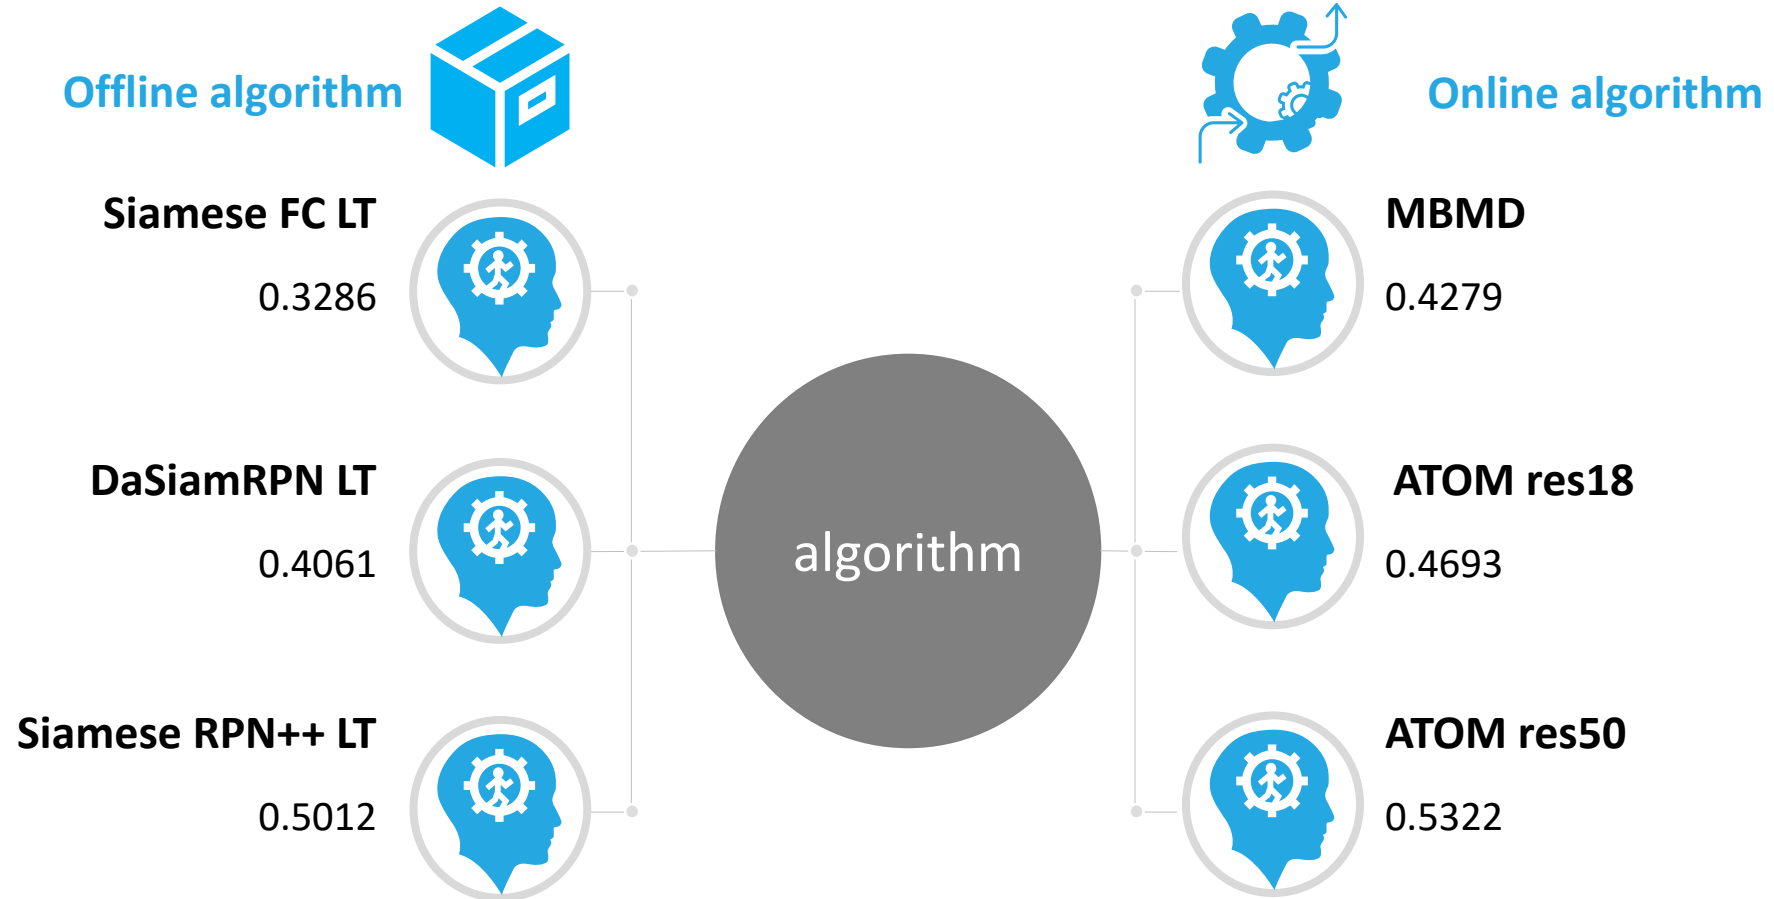 Offline algorithm
Siamese FC LT
0.3286
DaSiamRPN LT
0.4061
Siamese RPN++ LT
0.5012
algorithm
Online algorithm
MBMD
0.4279
ATOM res18
0.4693
ATOM res50
0.5322